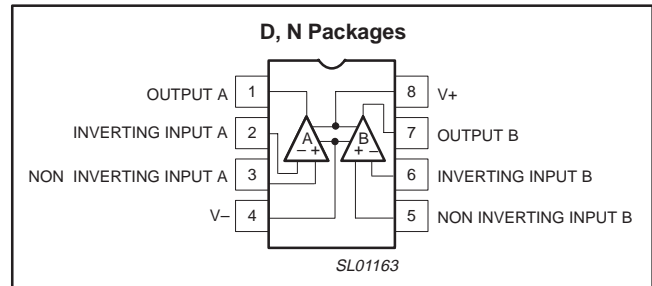 D, N Packages
OUTPUT A 1
8 V+
INVERTING INPUT A 2
7 OUTPUT B
NON INVERTING INPUT A 3
6 INVERTING INPUT B
V– 4
5 NON INVERTING INPUT B
A
– +
B
+ –
SL01163